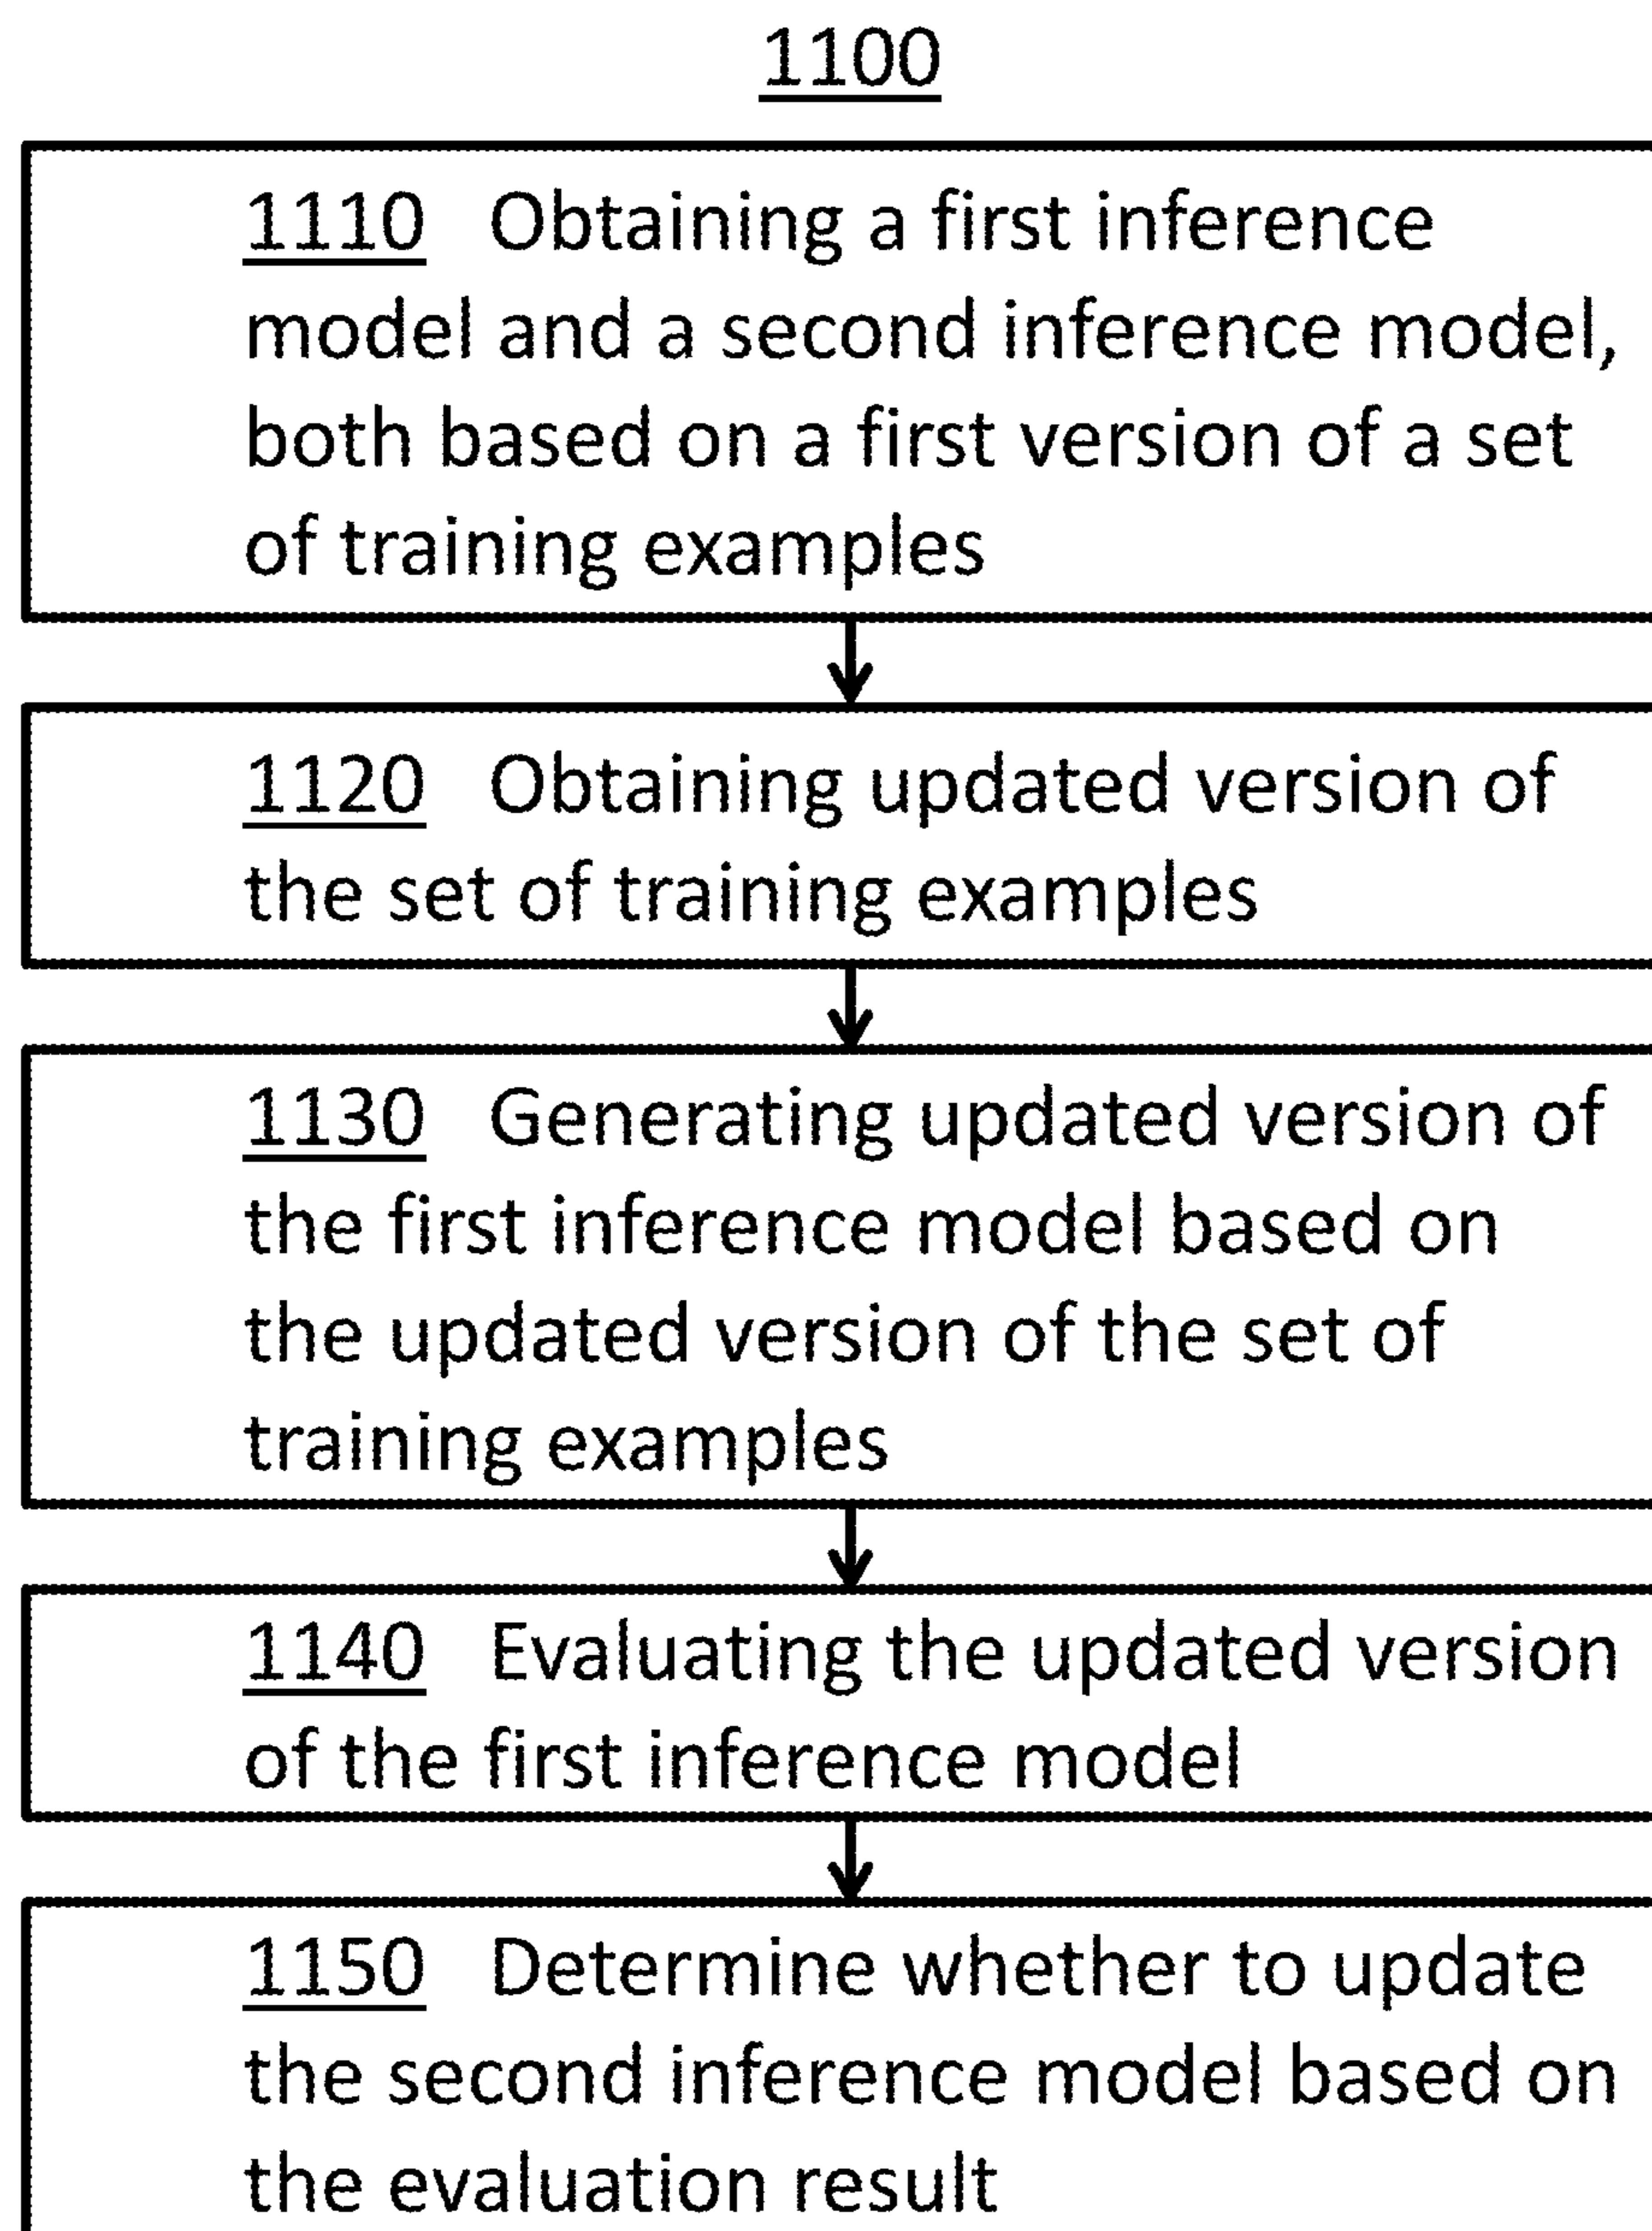 1100
1110 Obtaining a first inference
model and a second inference model,
both based on a first version of a set
of training examples
1120 Obtaining updated version of
the set of training examples
1130 Generating updated version of
the first inference model based on
the updated version of the set of
training examples
1140 Evaluating the updated version
of the first inference model
1150 Determine whether to update
the second inference model based on
the evaluation result